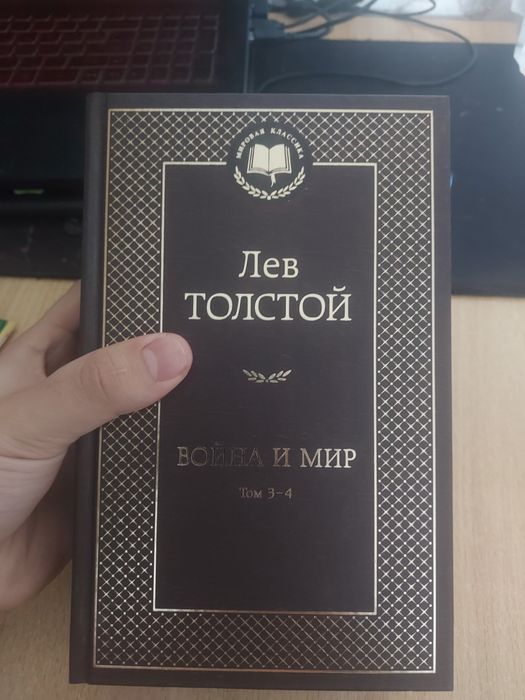 МИРОВАЯ КЛАССИКА
Лев
ТОЛСТОЙ
ВОЙНА И МИР
Том 3–4